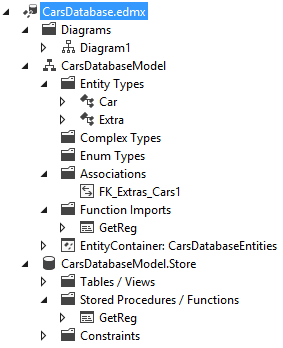 CarsDatabase.edmx
Diagrams
Diagram1
CarsDatabaseModel
Entity Types
Car
Extra
Complex Types
Enum Types
Associations
FK_Extras_Cars1
Function Imports
GetReg
EntityContainer: CarsDatabaseEntities
CarsDatabaseModel.Store
Tables / Views
Stored Procedures / Functions
GetReg
Constraints